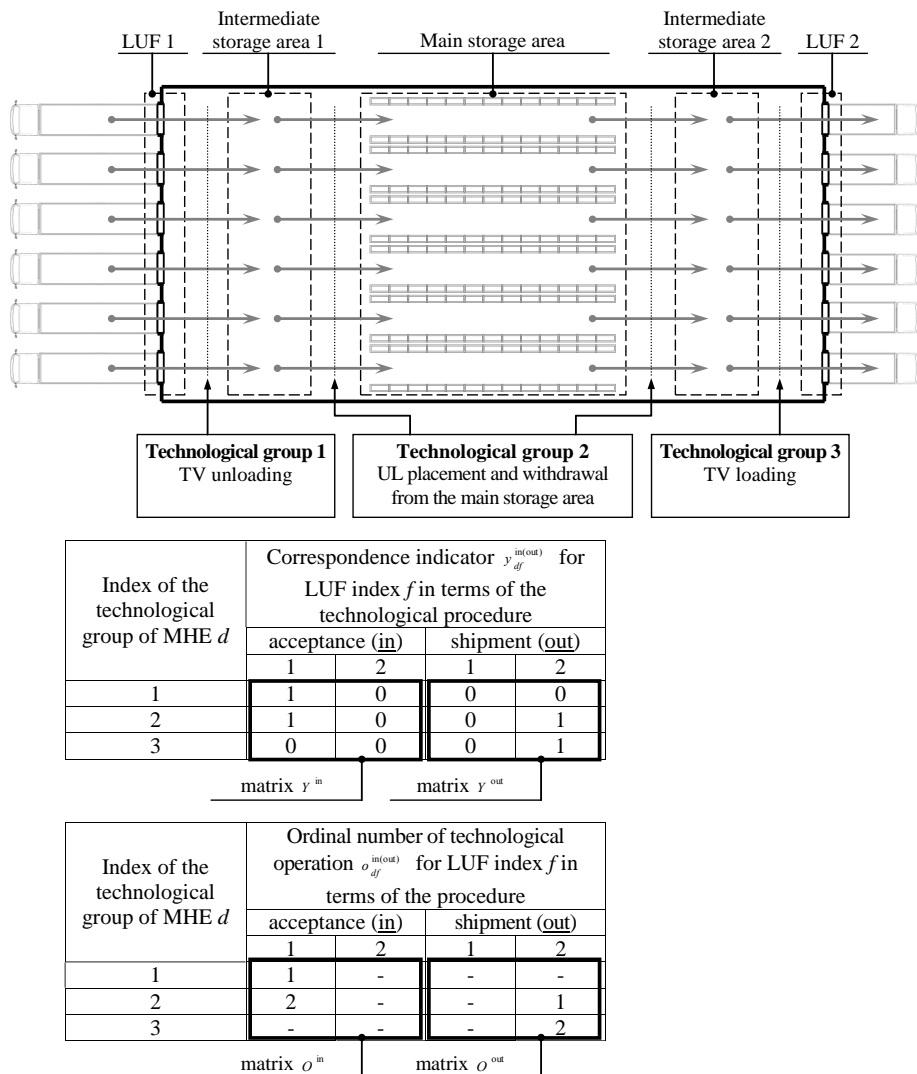 Intermediate
storage area 1
Intermediate
storage area 2
LUF 1
Main storage area
LUF 2
Technological group 1
TV unloading
Technological group 2
UL placement and withdrawal
from the main storage area
Technological group 3
TV loading
Index of the
technological
group of MHE d
Correspondence indicator y_df^in(out) for
LUF index f in terms of the
technological procedure
acceptance (in) shipment (out)
1 2 1 2
1 1 0 0 0
2 1 0 0 1
3 0 0 0 1
matrix Y^in matrix Y^out
Index of the
technological
group of MHE d
Ordinal number of technological
operation o_df^in(out) for LUF index f in
terms of the procedure
acceptance (in) shipment (out)
1 2 1 2
1 1 - - -
2 2 - - 1
3 - - - 2
matrix O^in matrix O^out